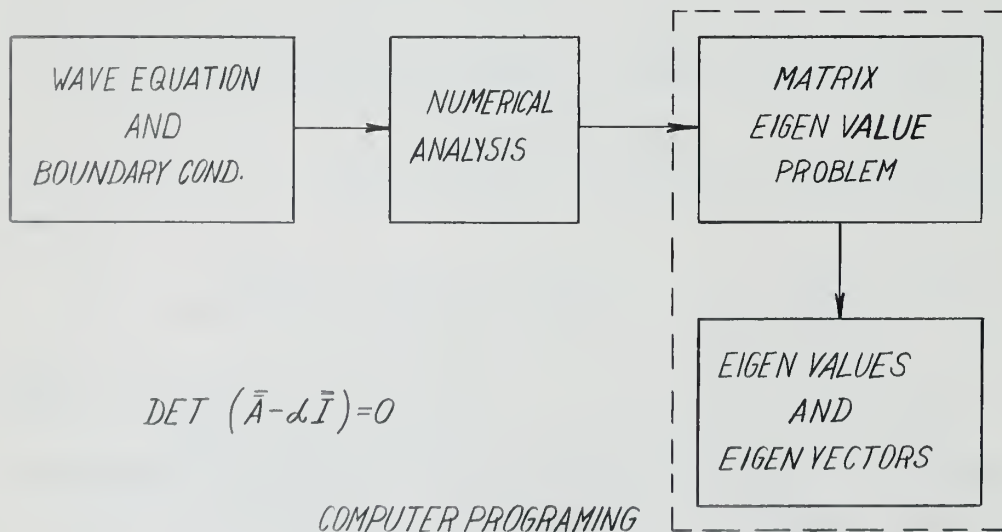 WAVE EQUATION
AND
BOUNDARY COND.
NUMERICAL
ANALYSIS
MATRIX
EIGEN VALUE
PROBLEM
EIGEN VALUES
AND
EIGEN VECTORS
DET (A̿-αI̿)=0
COMPUTER PROGRAMING